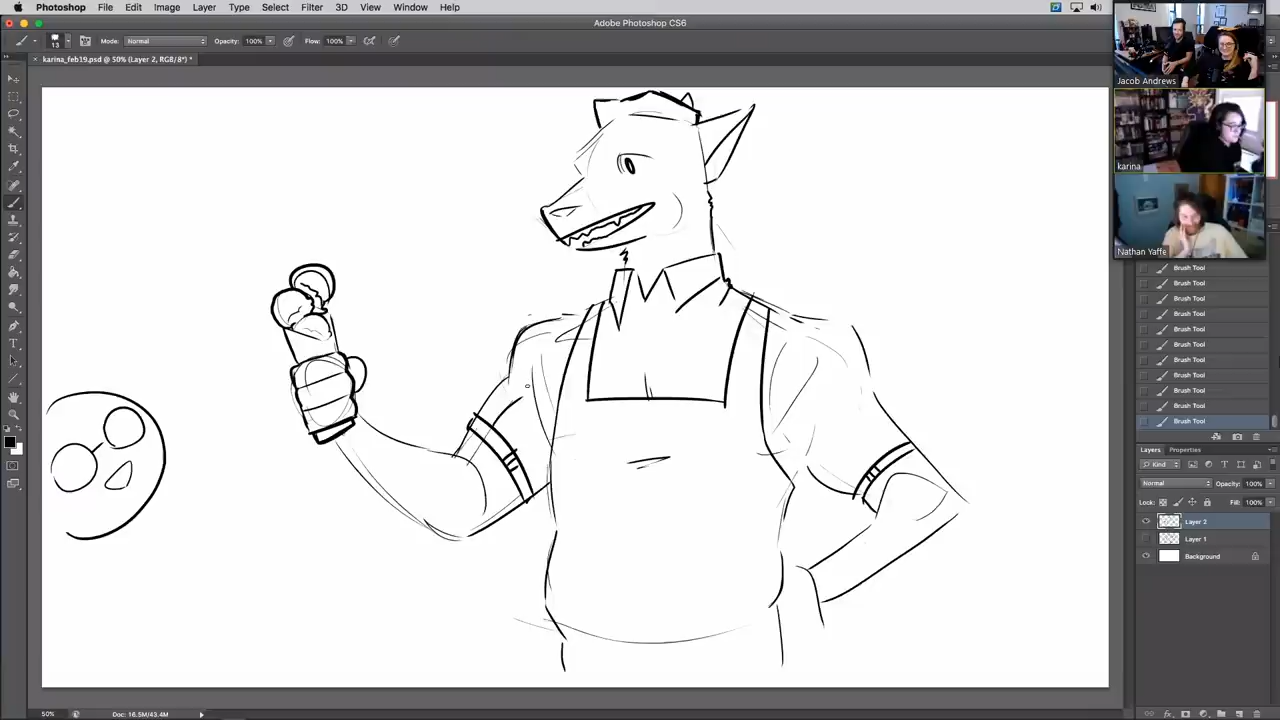 Photoshop File Edit Image Layer Type Select Filter 3D View Window Help
Adobe Photoshop CS6
13 Mode: Normal Opacity: 100% Flow: 100%
karina_feb19.psd @ 50% (Layer 2, RGB/8*) *
Jacob Andrews
karina
Nathan Yaffe
Brush Tool
Brush Tool
Brush Tool
Brush Tool
Brush Tool
Brush Tool
Brush Tool
Brush Tool
Brush Tool
Brush Tool
Brush Tool
Layers Properties
Kind
Normal Opacity: 100%
Lock: Fill: 100%
Layer 2
Layer 1
Background
50% Doc: 16.5M/43.4M